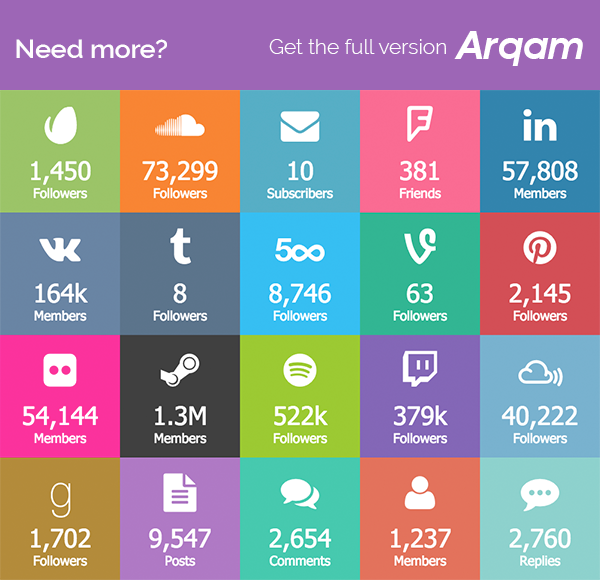 Need more? Get the full version Arqam
1,450 73,299 10 381 57,808
Followers Followers Subscribers Friends Members
500
164k 8 8,746 63 2,145
Members Followers Followers Followers Followers
54,144 1.3M 522k 379k 40,222
Members Members Followers Followers Followers
g
1,702 9,547 2,654 1,237 2,760
Followers Posts Comments Members Replies